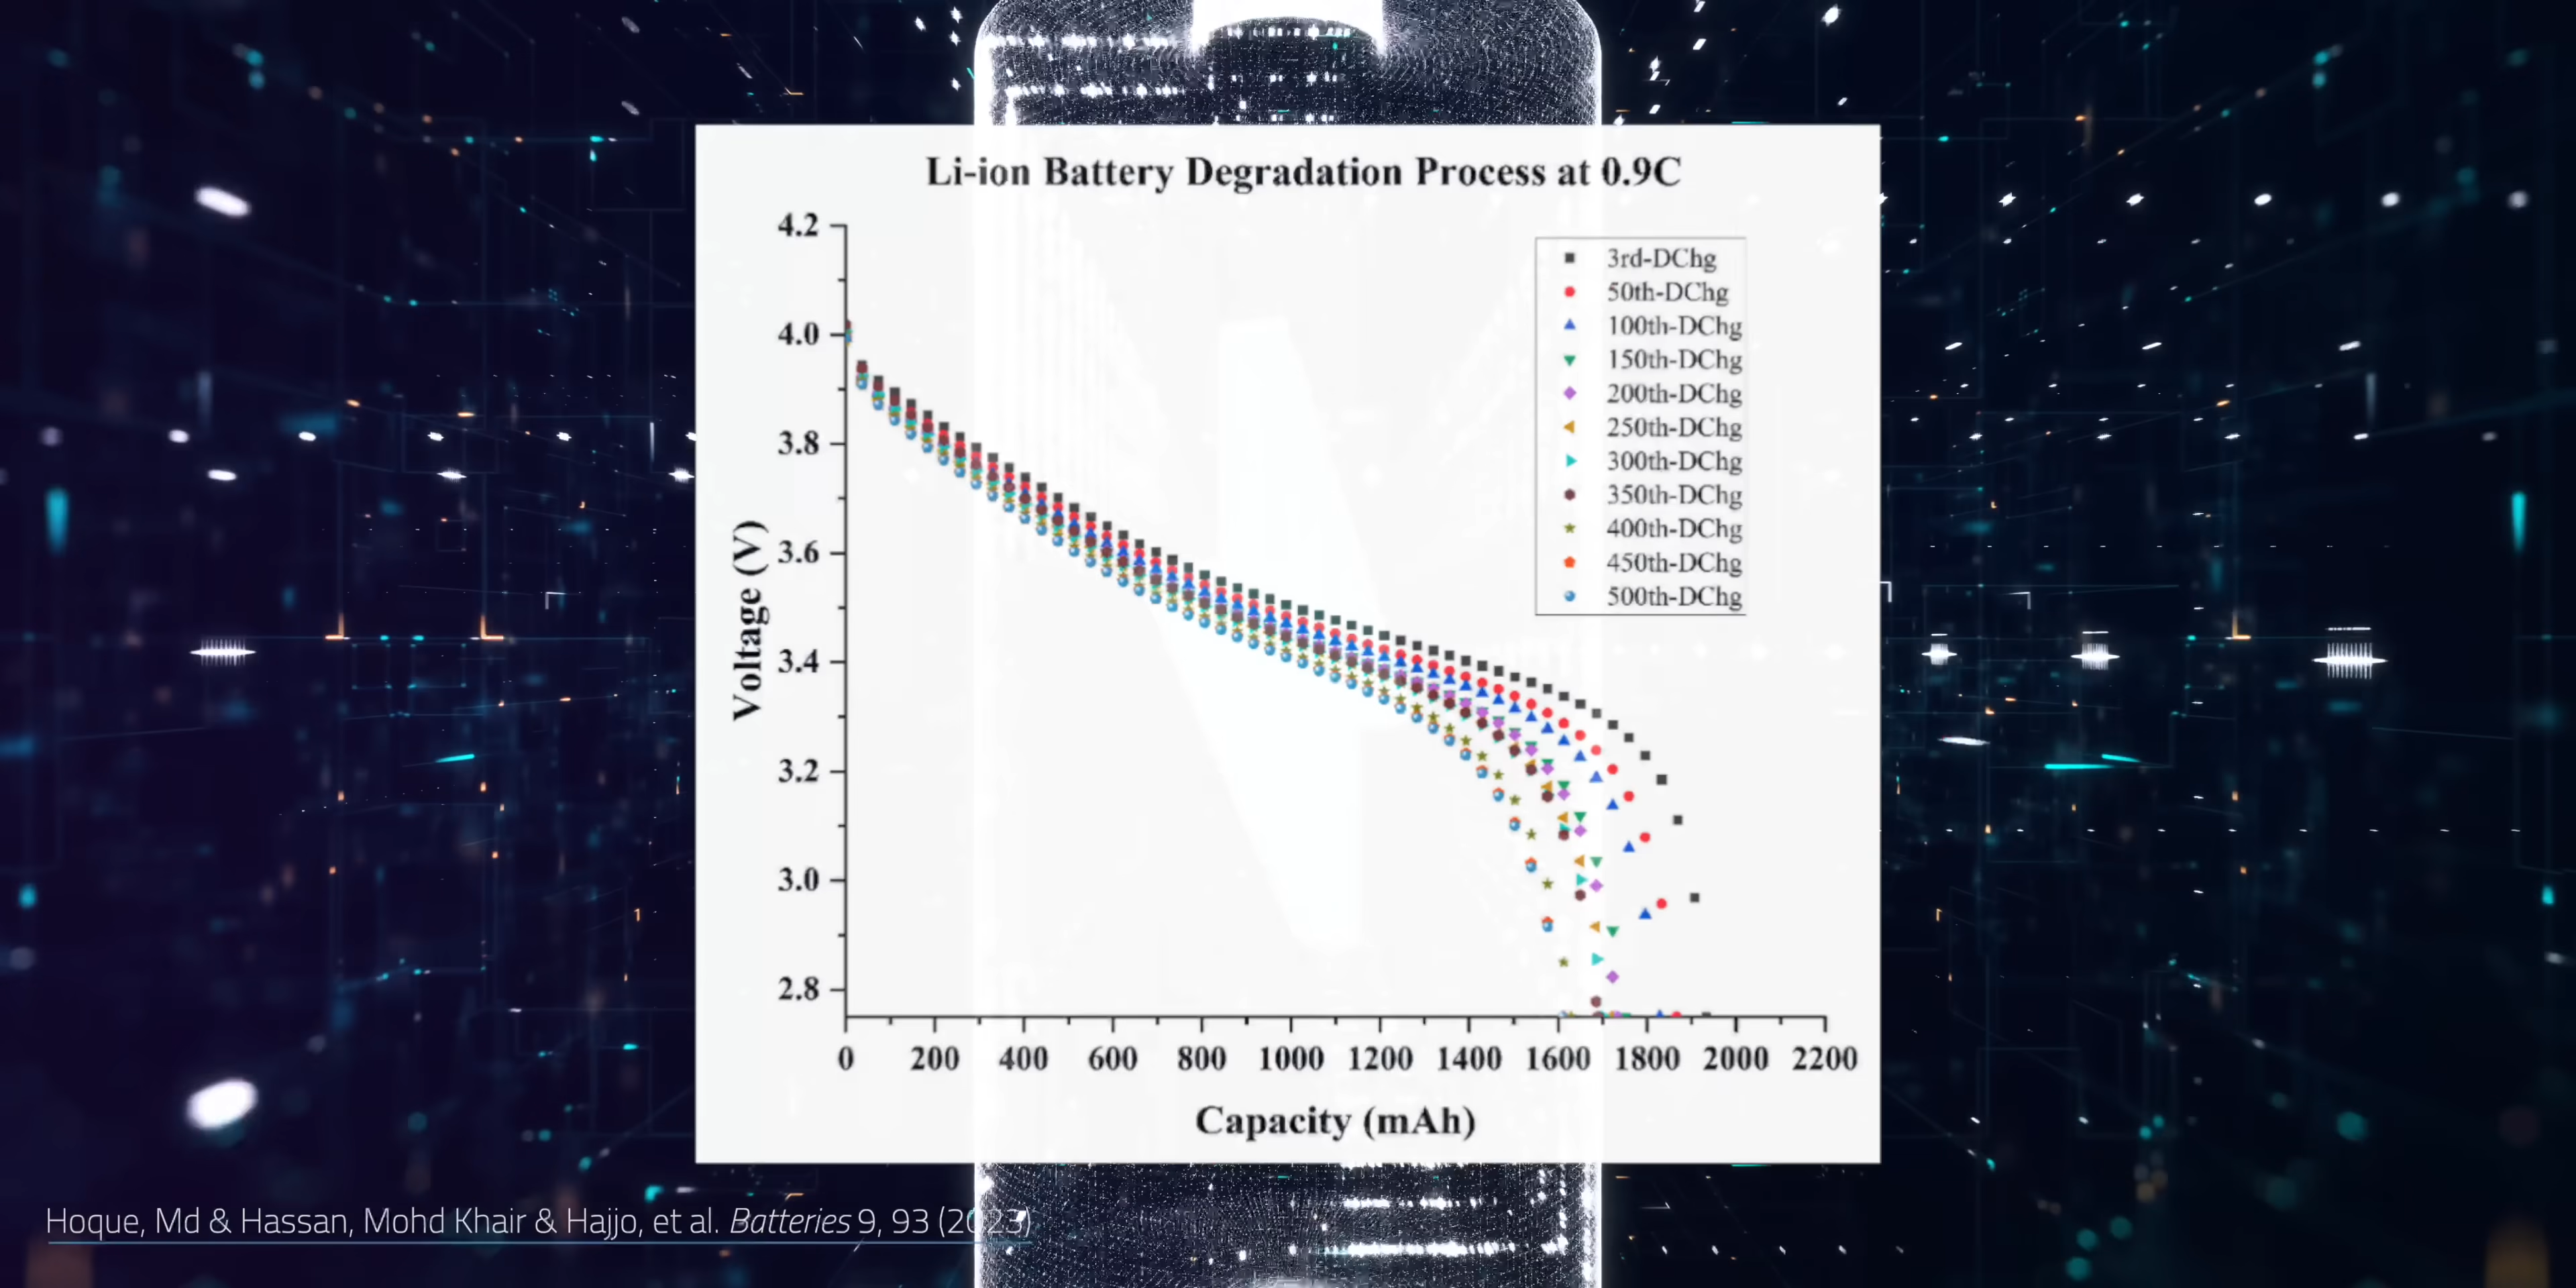 Li-ion Battery Degradation Process at 0.9C
4.2
4.0
3.8
3.6
3.4
3.2
3.0
2.8
Voltage (V)
3rd-DChg
50th-DChg
100th-DChg
150th-DChg
200th-DChg
250th-DChg
300th-DChg
350th-DChg
400th-DChg
450th-DChg
500th-DChg
0 200 400 600 800 1000 1200 1400 1600 1800 2000 2200
Capacity (mAh)
Hoque, Md & Hassan, Mohd Khair & Hajjo, et al. Batteries 9, 93 (2023)